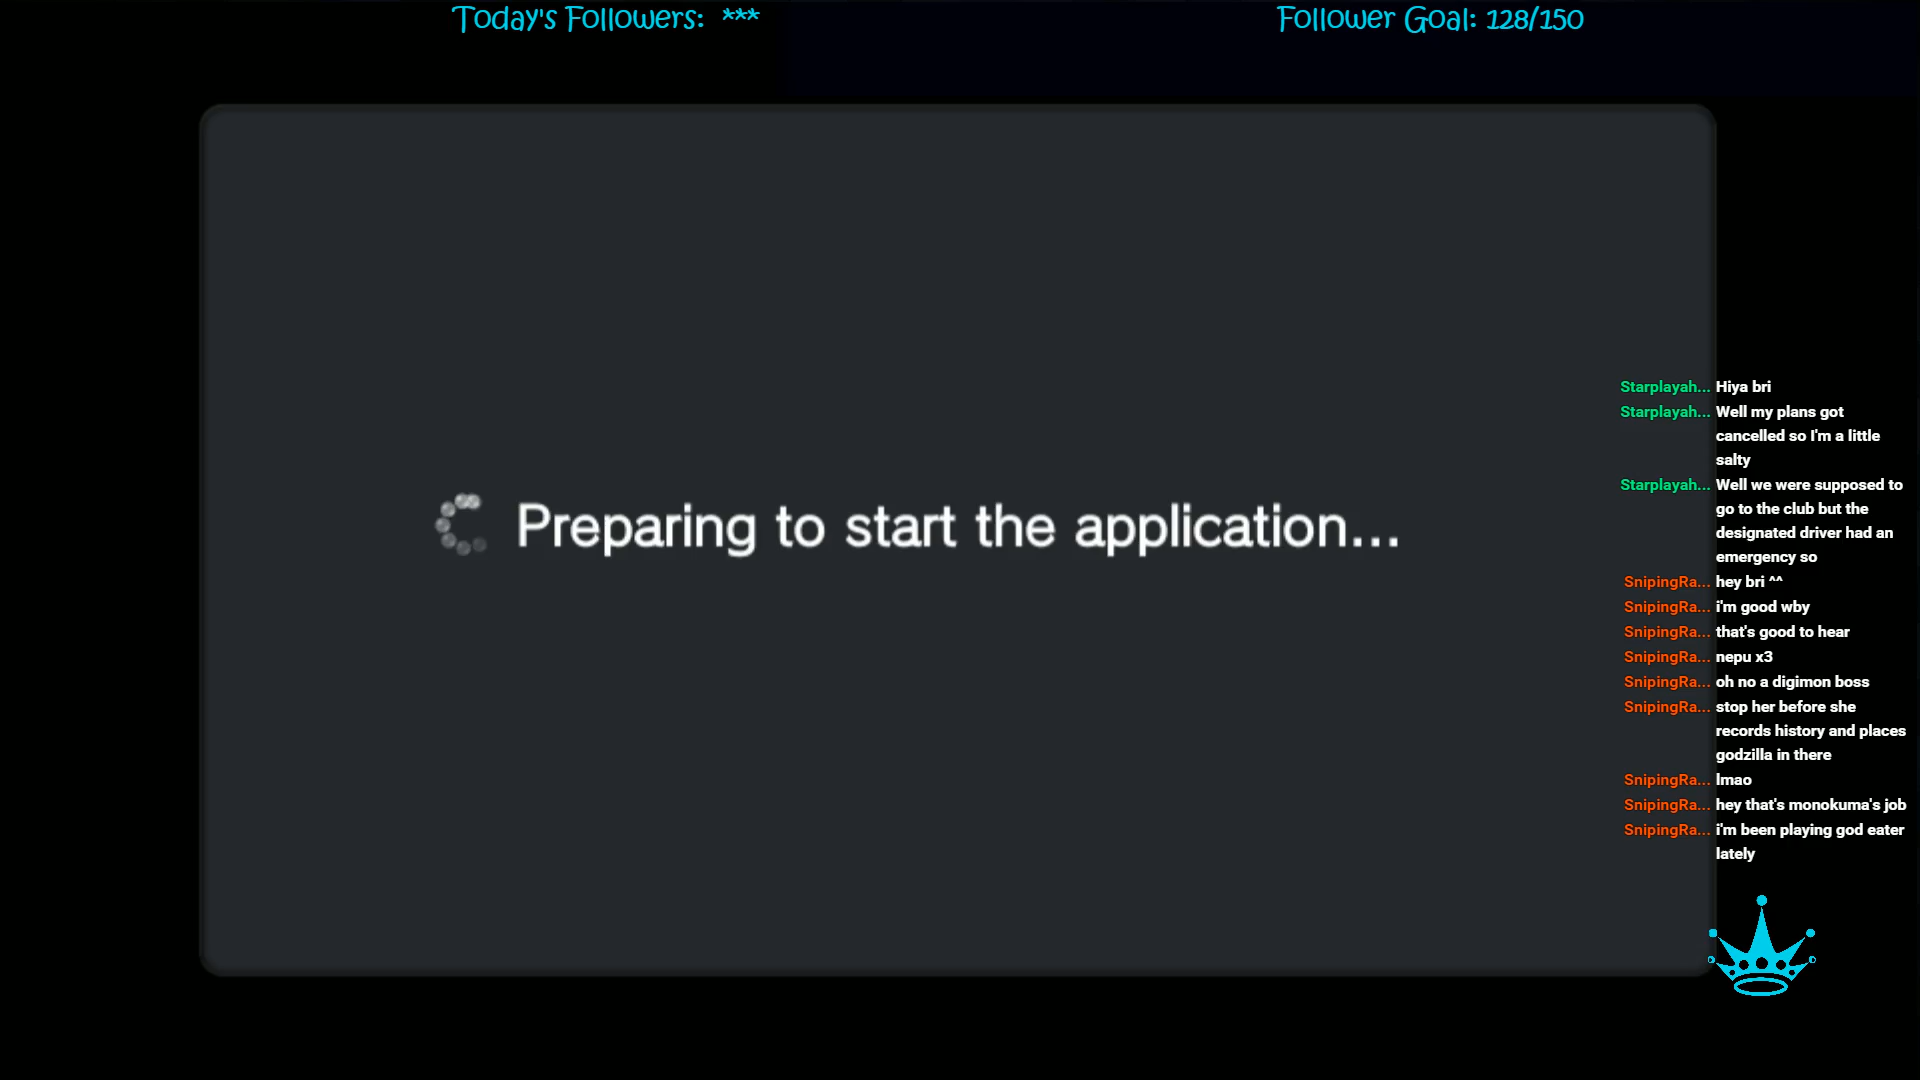 Today's Followers: ***
Follower Goal: 128/150
Preparing to start the application...
Starplayah... Hiya bri
Starplayah... Well my plans got
cancelled so I'm a little
salty
Starplayah... Well we were supposed to
go to the club but the
designated driver had an
emergency so
SnipingRa... hey bri ^^
SnipingRa... i'm good wby
SnipingRa... that's good to hear
SnipingRa... nepu x3
SnipingRa... oh no a digimon boss
SnipingRa... stop her before she
records history and places
godzilla in there
SnipingRa... lmao
SnipingRa... hey that's monokuma's job
SnipingRa... i'm been playing god eater
lately